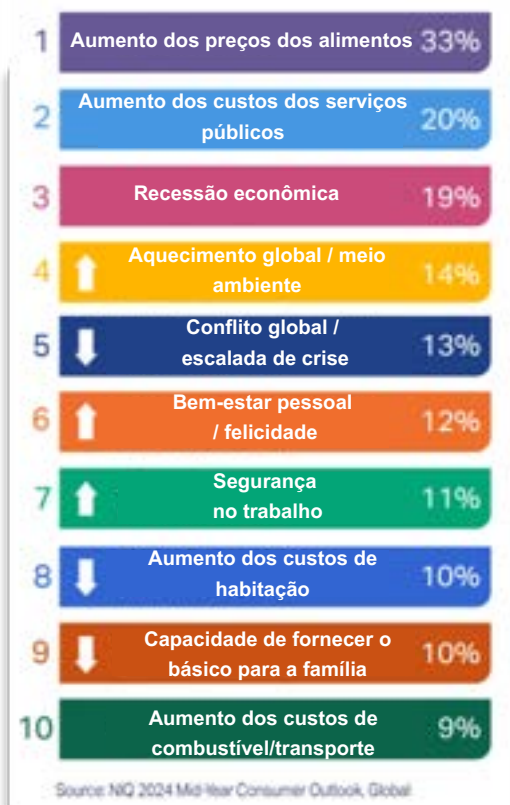 1 Aumento dos preços dos alimentos 33%
2 Aumento dos custos dos serviços
públicos 20%
3 Recessão econômica 19%
4 Aquecimento global / meio
ambiente 14%
5 Conflito global /
escalada de crise 13%
6 Bem-estar pessoal
/ felicidade 12%
7 Segurança
no trabalho 11%
8 Aumento dos custos de
habitação 10%
9 Capacidade de fornecer o
básico para a família 10%
10 Aumento dos custos de
combustível/transporte 9%
Source: NIQ 2024 Mid-Year Consumer Outlook, Global